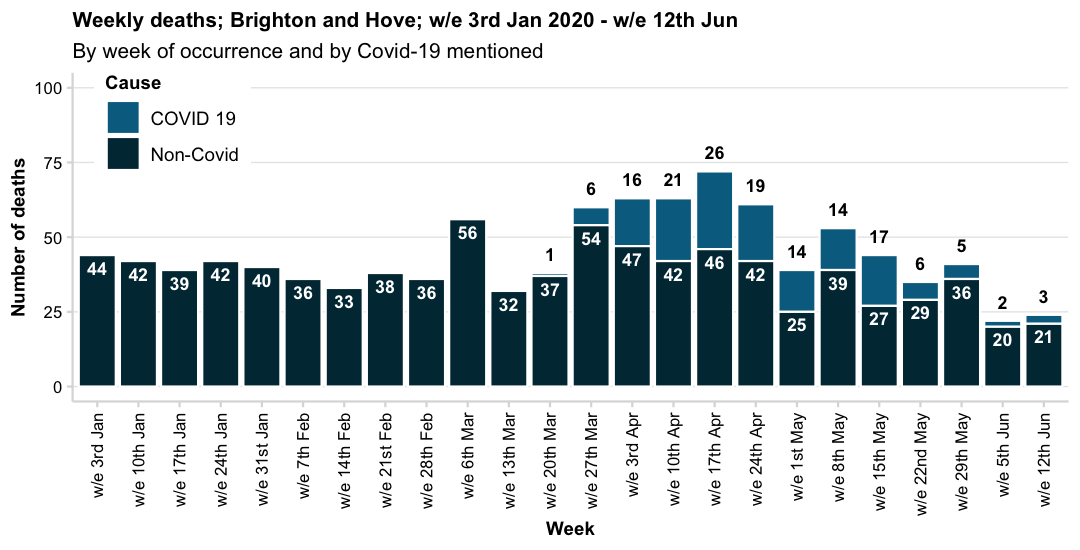 Weekly deaths; Brighton and Hove; w/e 3rd Jan 2020 - w/e 12th Jun
By week of occurrence and by Covid-19 mentioned
Cause
COVID 19
Non-Covid
Number of deaths
100
75
50
25
0
1
6
16
21
26
19
14
14
17
6
5
2
3
44
42
39
42
40
36
33
38
36
56
32
37
54
47
42
46
42
25
39
27
29
36
20
21
w/e 3rd Jan
w/e 10th Jan
w/e 17th Jan
w/e 24th Jan
w/e 31st Jan
w/e 7th Feb
w/e 14th Feb
w/e 21st Feb
w/e 28th Feb
w/e 6th Mar
w/e 13th Mar
w/e 20th Mar
w/e 27th Mar
w/e 3rd Apr
w/e 10th Apr
w/e 17th Apr
w/e 24th Apr
w/e 1st May
w/e 8th May
w/e 15th May
w/e 22nd May
w/e 29th May
w/e 5th Jun
w/e 12th Jun
Week